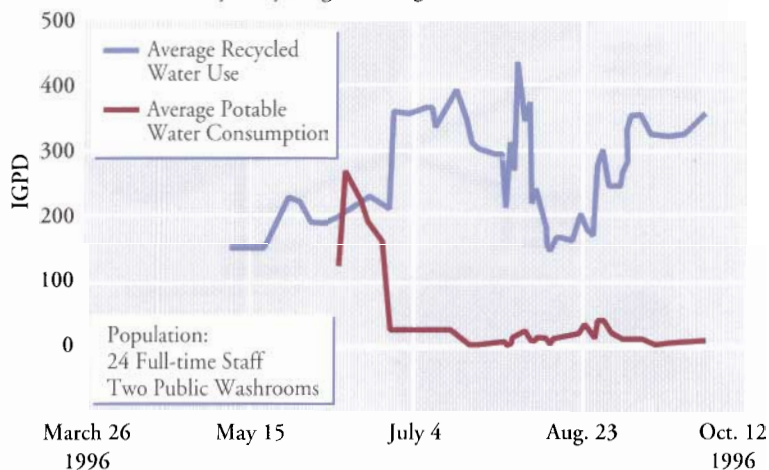 500
Average Recycled
Water Use
400
Average Potable
Water Consumption
300
IGPD
200
100
0
Population:
24 Full-time Staff
Two Public Washrooms
March 26
1996
May 15
July 4
Aug. 23
Oct. 12
1996